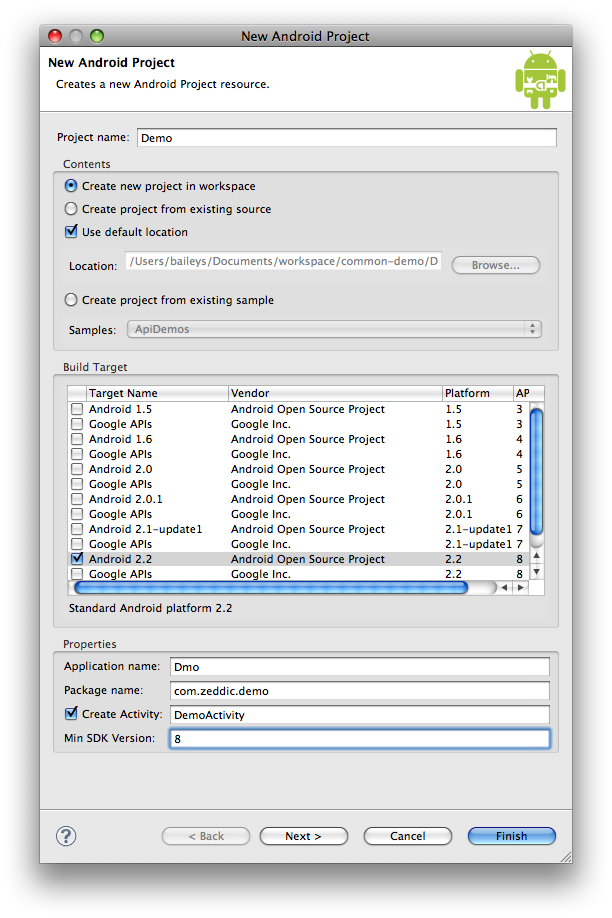 New Android Project
New Android Project
Creates a new Android Project resource.
Project name: Demo
Contents
Create new project in workspace
Create project from existing source
Use default location
Location: /Users/baileys/Documents/workspace/common-demo/D Browse...
Create project from existing sample
Samples: ApiDemos
Build Target
Target Name Vendor Platform AP
Android 1.5 Android Open Source Project 1.5 3
Google APIs Google Inc. 1.5 3
Android 1.6 Android Open Source Project 1.6 4
Google APIs Google Inc. 1.6 4
Android 2.0 Android Open Source Project 2.0 5
Google APIs Google Inc. 2.0 5
Android 2.0.1 Android Open Source Project 2.0.1 6
Google APIs Google Inc. 2.0.1 6
Android 2.1-update1 Android Open Source Project 2.1-update1 7
Google APIs Google Inc. 2.1-update1 7
Android 2.2 Android Open Source Project 2.2 8
Google APIs Google Inc. 2.2 8
Standard Android platform 2.2
Properties
Application name: Dmo
Package name: com.zeddic.demo
Create Activity: DemoActivity
Min SDK Version: 8
? < Back Next > Cancel Finish